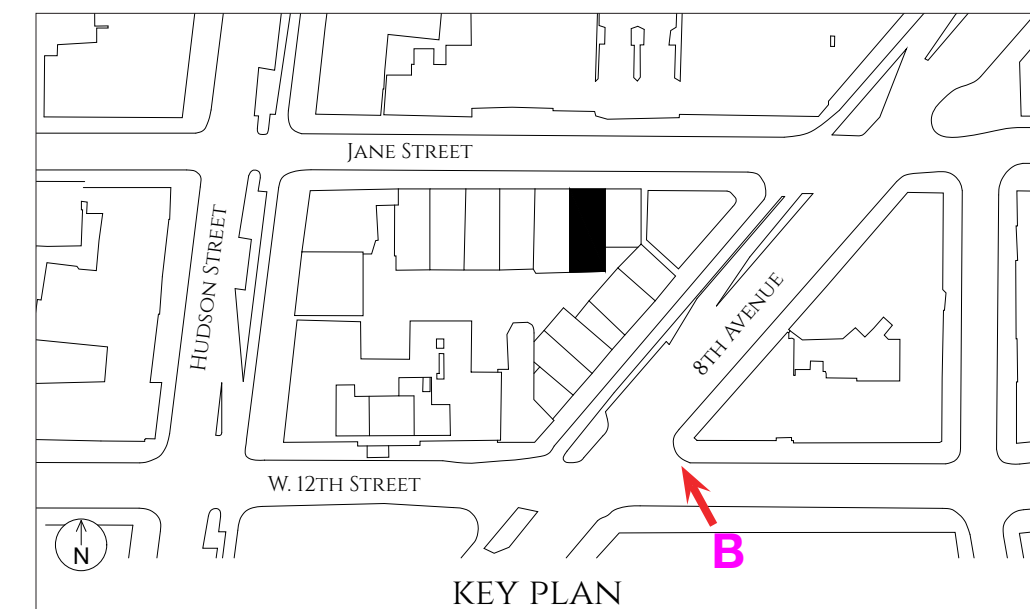 JANE STREET
HUDSON STREET
8TH AVENUE
W. 12TH STREET
B
N
KEY PLAN